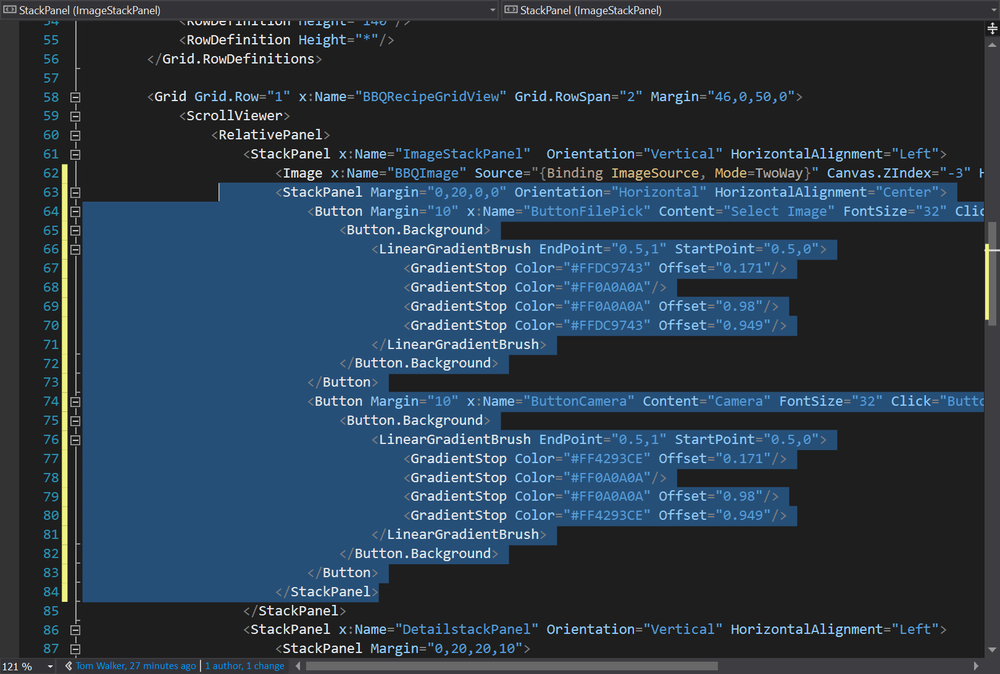 StackPanel (ImageStackPanel) StackPanel (ImageStackPanel)
54 <RowDefinition Height="140"/>
55 <RowDefinition Height="*"/>
56 </Grid.RowDefinitions>
57
58 <Grid Grid.Row="1" x:Name="BBQRecipeGridView" Grid.RowSpan="2" Margin="46,0,50,0">
59 <ScrollViewer>
60 <RelativePanel>
61 <StackPanel x:Name="ImageStackPanel"  Orientation="Vertical" HorizontalAlignment="Left">
62 <Image x:Name="BBQImage" Source="{Binding ImageSource, Mode=TwoWay}" Canvas.ZIndex="-3" H
63 <StackPanel Margin="0,20,0,0" Orientation="Horizontal" HorizontalAlignment="Center">
64 <Button Margin="10" x:Name="ButtonFilePick" Content="Select Image" FontSize="32" Clic
65 <Button.Background>
66 <LinearGradientBrush EndPoint="0.5,1" StartPoint="0.5,0">
67 <GradientStop Color="#FFDC9743" Offset="0.171"/>
68 <GradientStop Color="#FF0A0A0A"/>
69 <GradientStop Color="#FF0A0A0A" Offset="0.98"/>
70 <GradientStop Color="#FFDC9743" Offset="0.949"/>
71 </LinearGradientBrush>
72 </Button.Background>
73 </Button>
74 <Button Margin="10" x:Name="ButtonCamera" Content="Camera" FontSize="32" Click="Butto
75 <Button.Background>
76 <LinearGradientBrush EndPoint="0.5,1" StartPoint="0.5,0">
77 <GradientStop Color="#FF4293CE" Offset="0.171"/>
78 <GradientStop Color="#FF0A0A0A"/>
79 <GradientStop Color="#FF0A0A0A" Offset="0.98"/>
80 <GradientStop Color="#FF4293CE" Offset="0.949"/>
81 </LinearGradientBrush>
82 </Button.Background>
83 </Button>
84 </StackPanel>
85 </StackPanel>
86 <StackPanel x:Name="DetailstackPanel" Orientation="Vertical" HorizontalAlignment="Left">
87 <StackPanel Margin="0,20,20,10">
121 % Tom Walker, 27 minutes ago | 1 author, 1 change